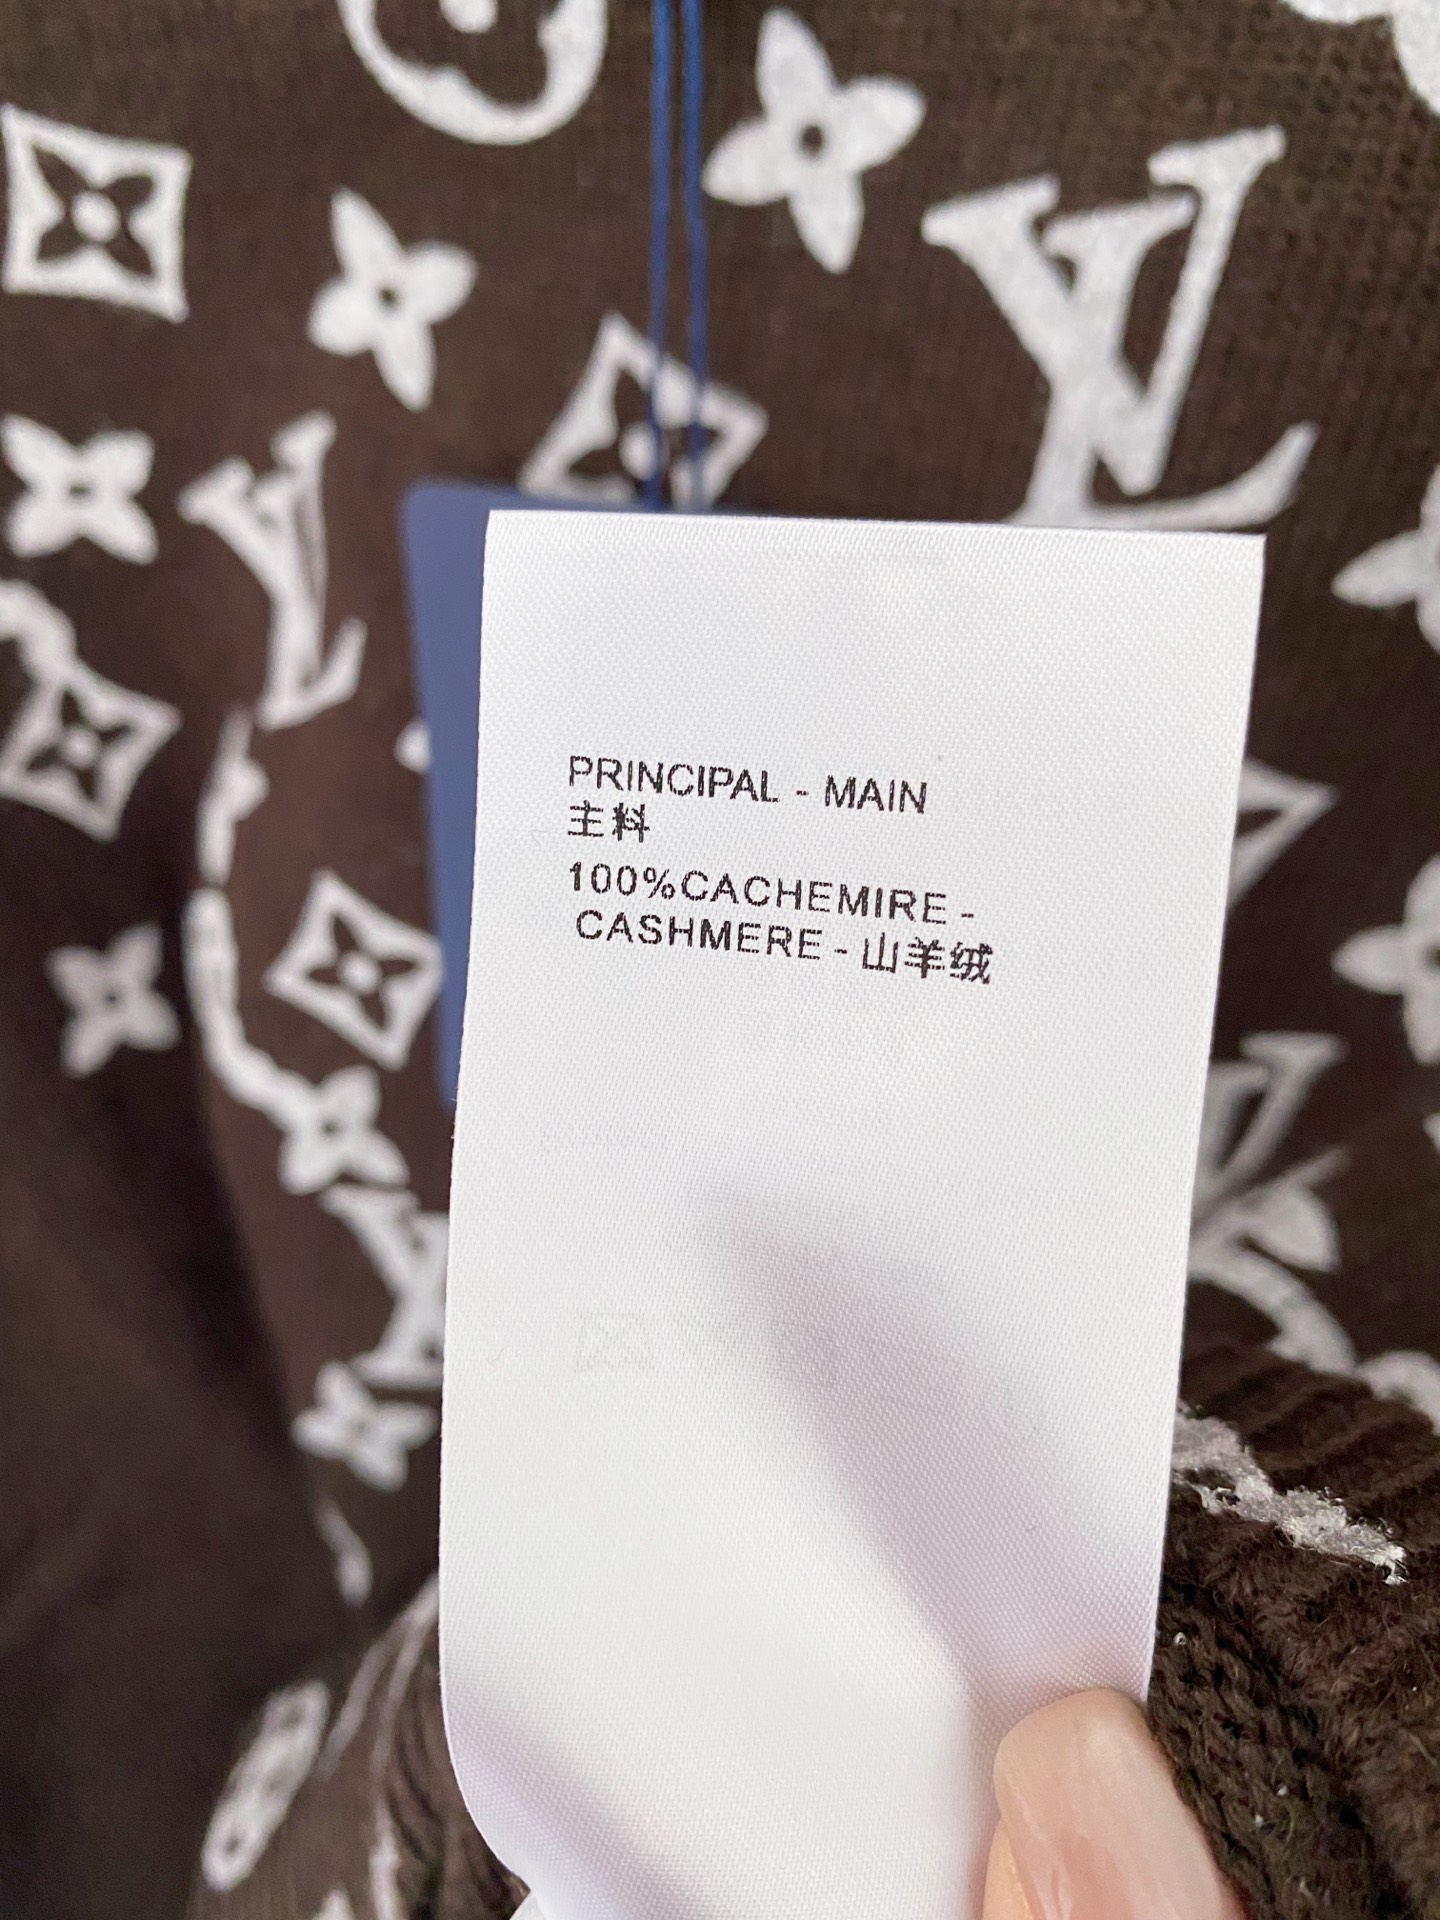 PRINCIPAL - MAIN
主料
100%CACHEMIRE -
CASHMERE - 山羊绒